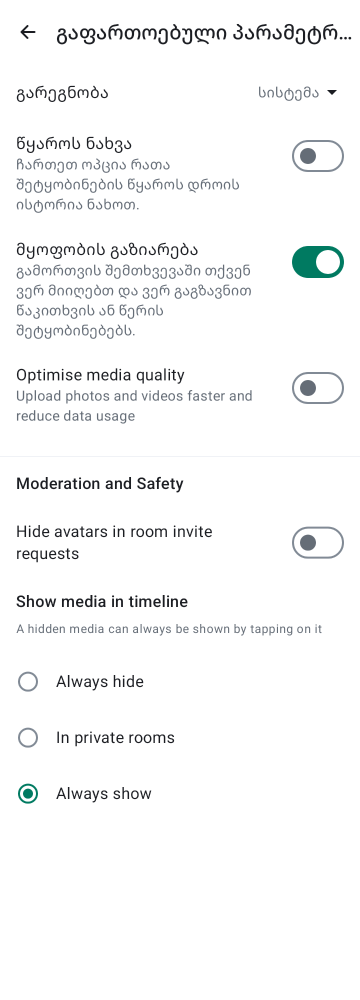 გაფართოებული პარამეტრ...
გარეგნობა
სისტემა
წყაროს ნახვა
ჩართეთ ოპცია რათა
შეტყობინების წყაროს დროის
ისტორია ნახოთ.
მყოფობის გაზიარება
გამორთვის შემთხვევაში თქვენ
ვერ მიიღებთ და ვერ გაგზავნით
წაკითხვის ან წერის
შეტყობინებებს.
Optimise media quality
Upload photos and videos faster and
reduce data usage
Moderation and Safety
Hide avatars in room invite
requests
Show media in timeline
A hidden media can always be shown by tapping on it
Always hide
In private rooms
Always show